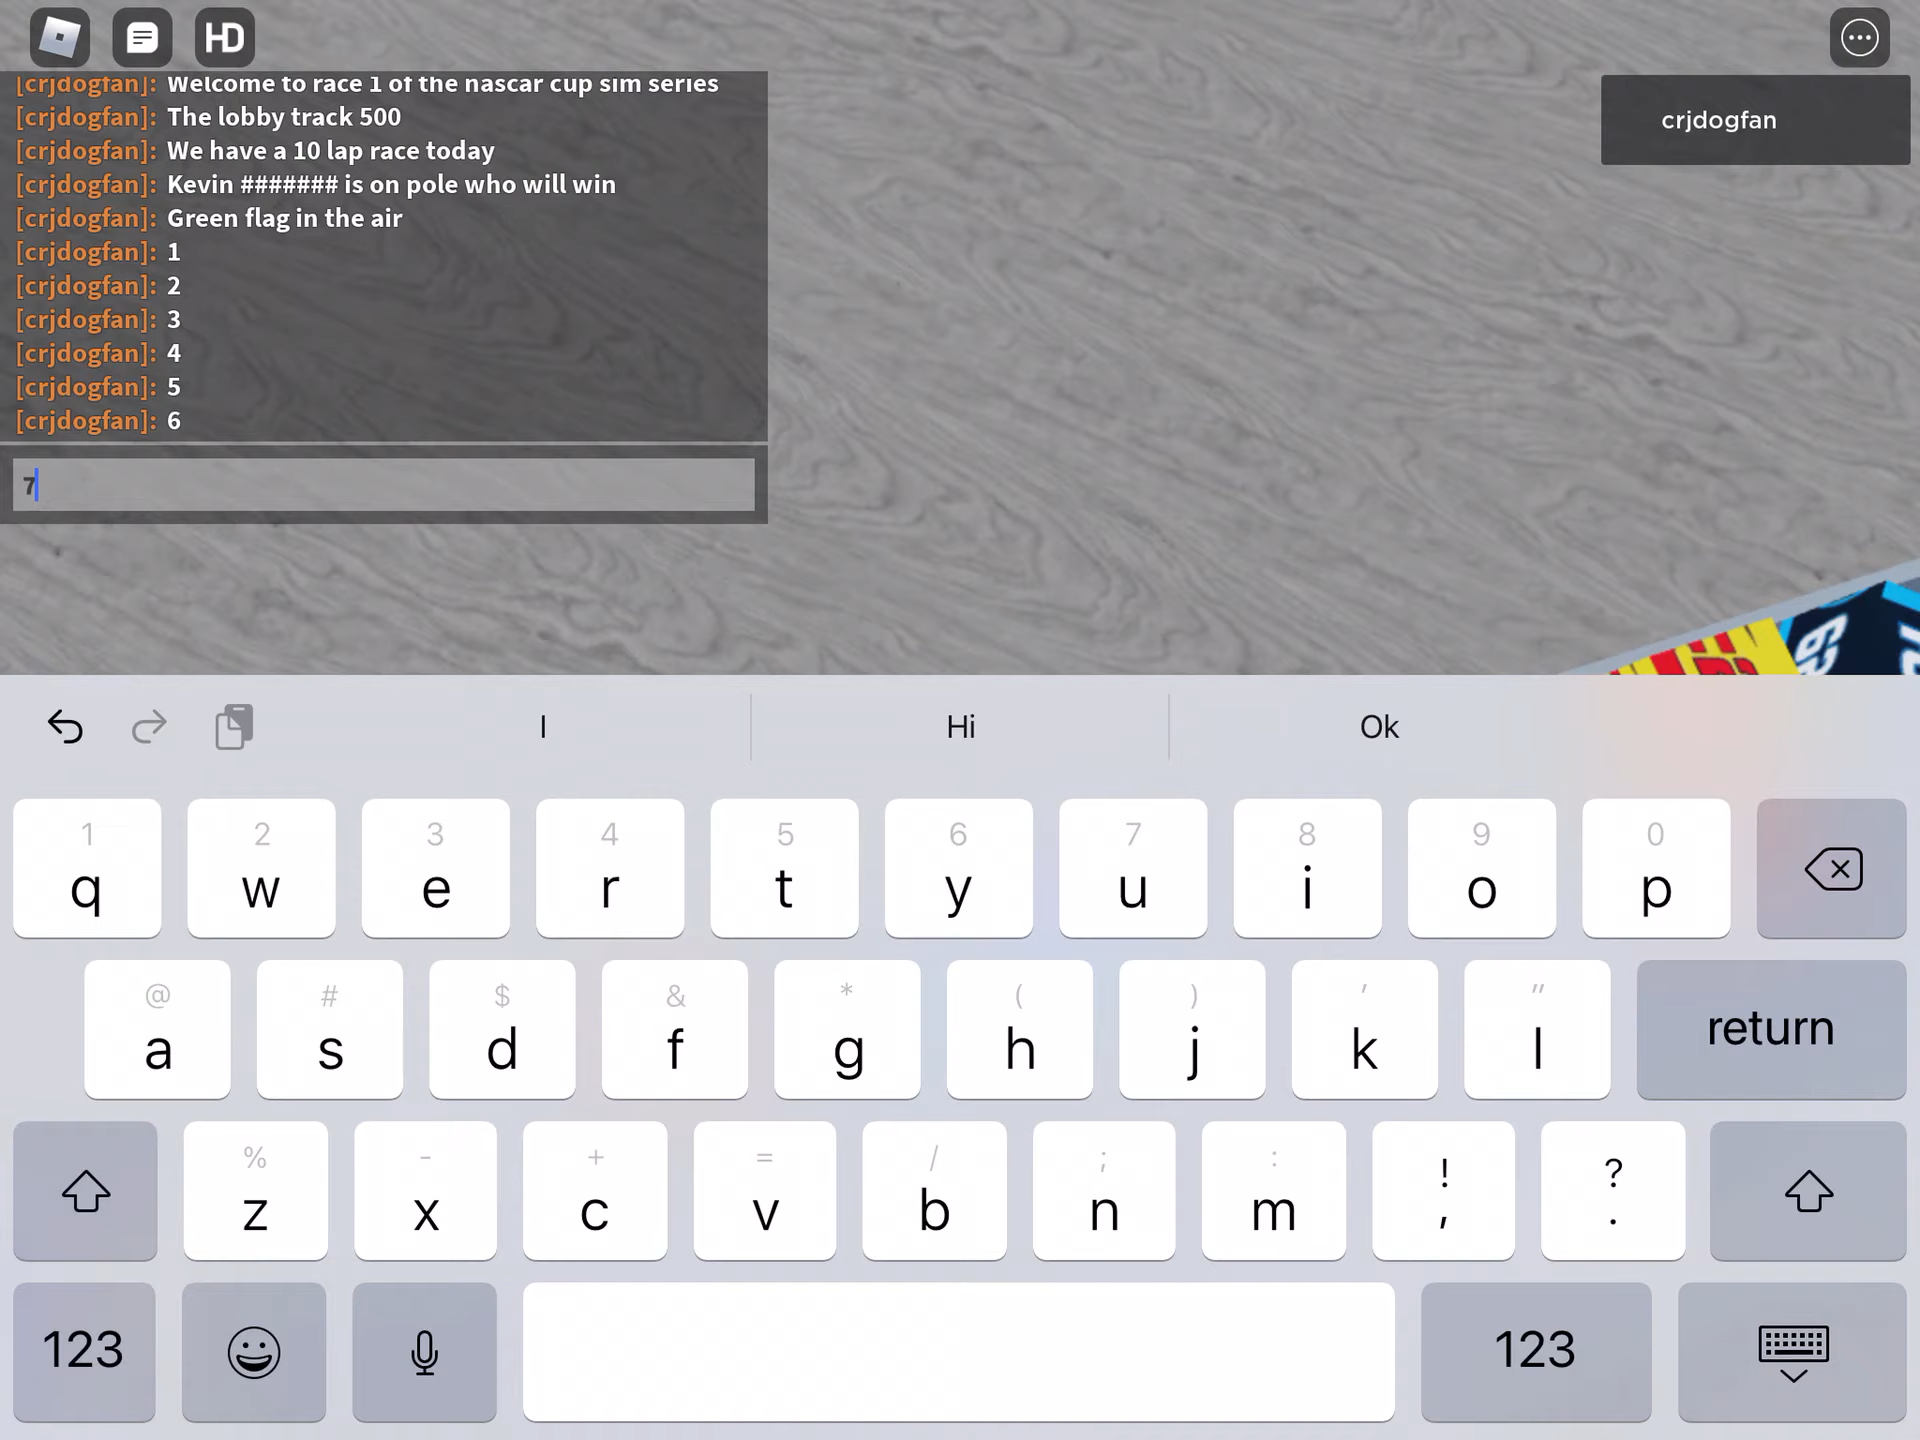 HD
[crjdogfan]: Welcome to race 1 of the nascar cup sim series
[crjdogfan]: The lobby track 500
[crjdogfan]: We have a 10 lap race today
[crjdogfan]: Kevin ####### is on pole who will win
[crjdogfan]: Green flag in the air
[crjdogfan]: 1
[crjdogfan]: 2
[crjdogfan]: 3
[crjdogfan]: 4
[crjdogfan]: 5
[crjdogfan]: 6
7
crjdogfan
I Hi Ok
1 2 3 4 5 6 7 8 9 0
q w e r t y u i o p
@ # $ & * ( ) ' "
a s d f g h j k l return
% - + = / ; : ! ?
z x c v b n m , .
123 123